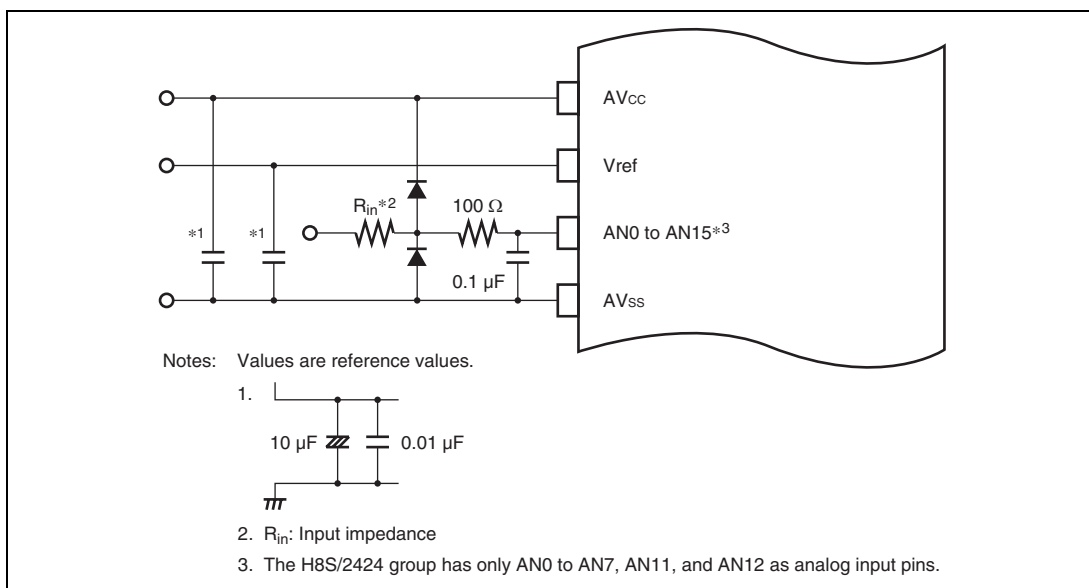 AVcc
Vref
Rin*2
100 Ω
*1
*1
AN0 to AN15*3
0.1 µF
AVss
Notes: Values are reference values.
1.
10 µF
0.01 µF
2. Rin: Input impedance
3. The H8S/2424 group has only AN0 to AN7, AN11, and AN12 as analog input pins.